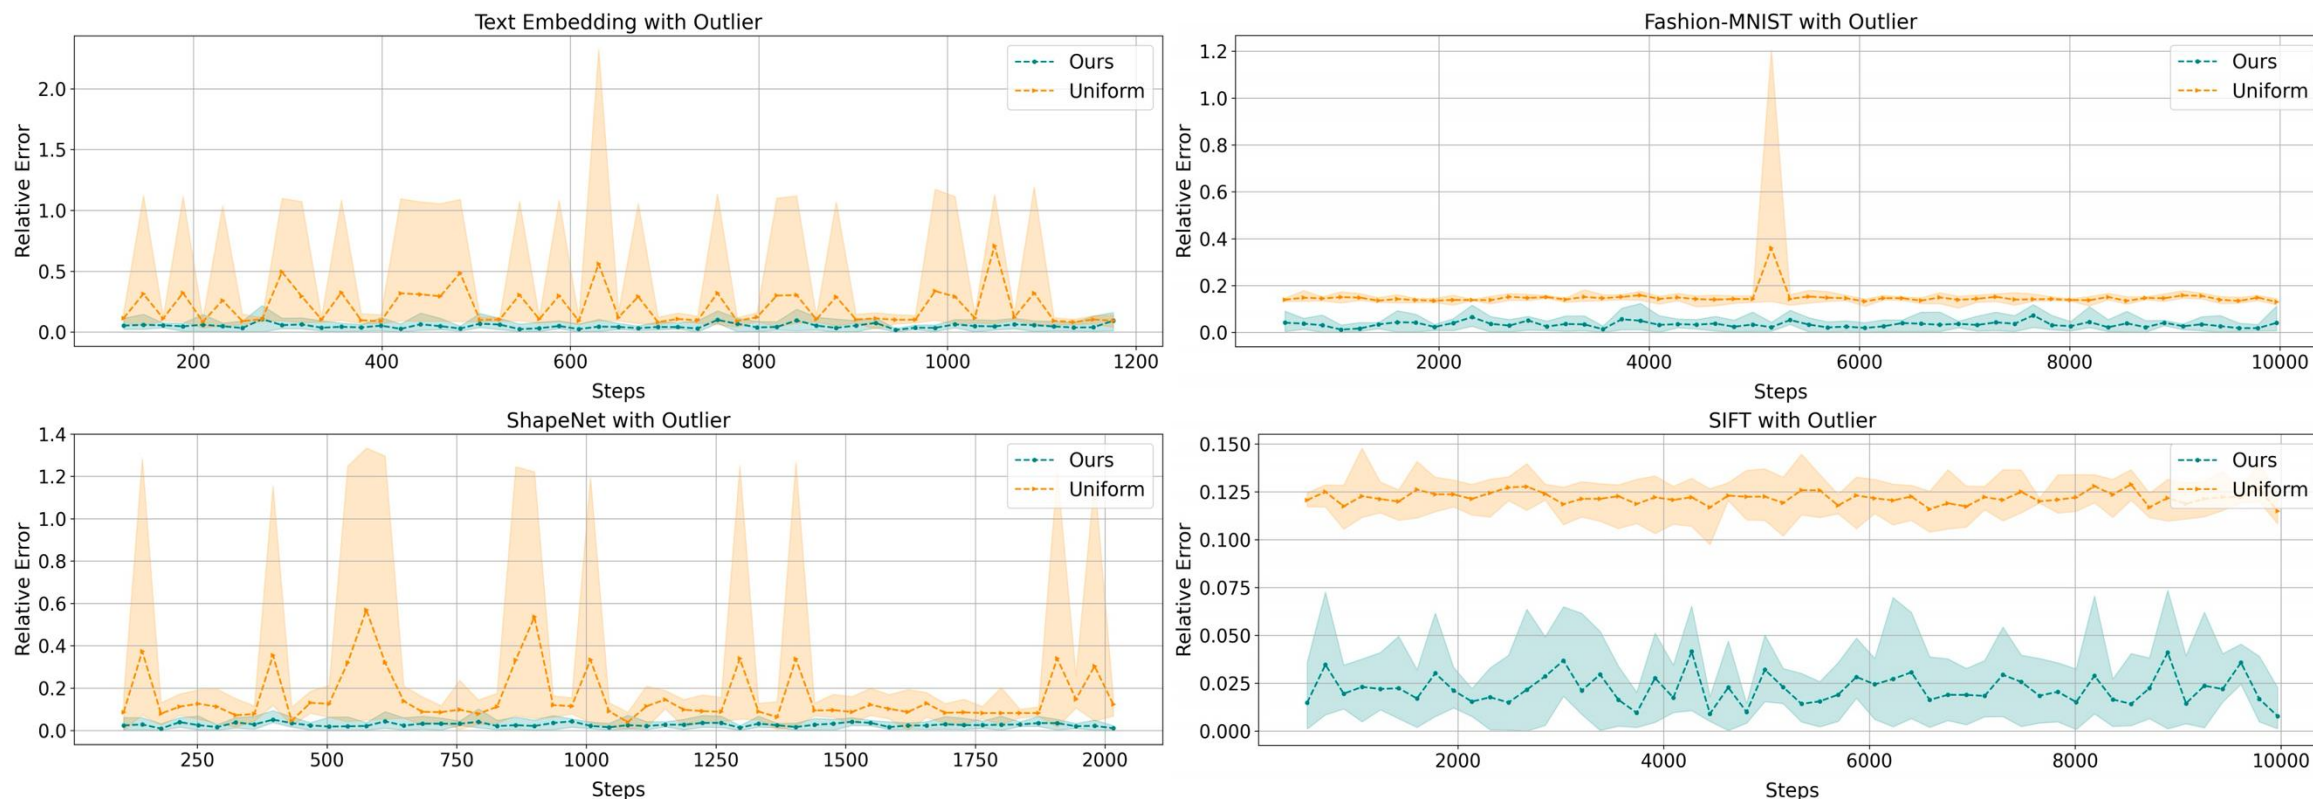 Text Embedding with Outlier
Relative Error
2.0
1.5
1.0
0.5
0.0
200 400 600 800 1000 1200
Steps
Ours
Uniform
Fashion-MNIST with Outlier
Relative Error
1.2
1.0
0.8
0.6
0.4
0.2
0.0
2000 4000 6000 8000 10000
Steps
Ours
Uniform
ShapeNet with Outlier
Relative Error
1.4
1.2
1.0
0.8
0.6
0.4
0.2
0.0
250 500 750 1000 1250 1500 1750 2000
Steps
Ours
Uniform
SIFT with Outlier
Relative Error
0.150
0.125
0.100
0.075
0.050
0.025
0.000
2000 4000 6000 8000 10000
Steps
Ours
Uniform